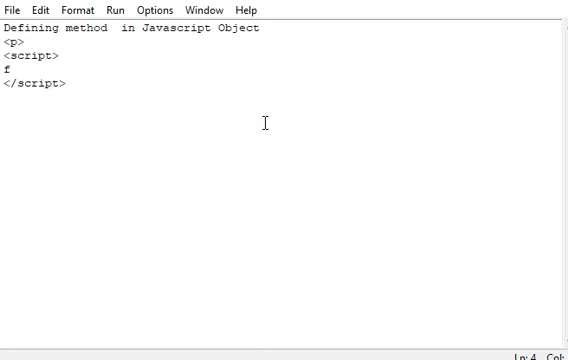 File Edit Format Run Options Window Help
Defining method  in Javascript Object
<p>
<script>
f
</script>
Ln: 4 Col: